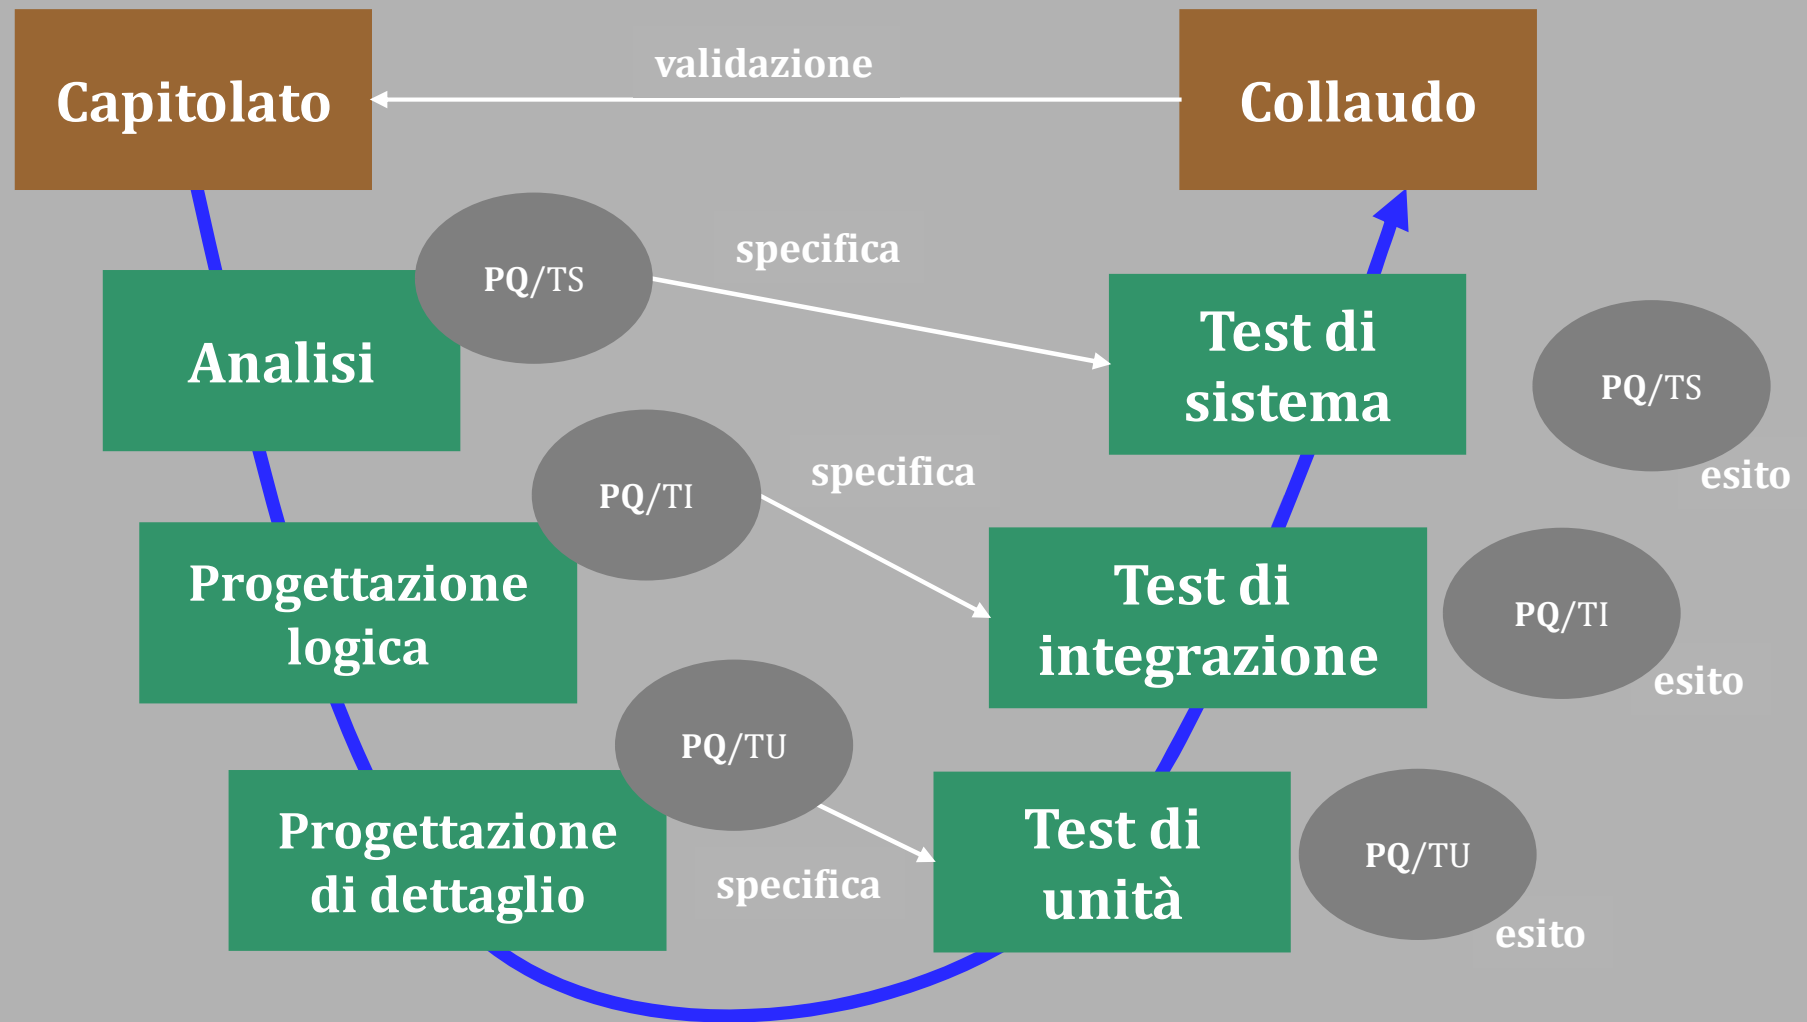 Capitolato
validazione
Collaudo
PQ/TS
specifica
Analisi
Test di
sistema
PQ/TS
esito
PQ/TI
specifica
Progettazione
logica
Test di
integrazione
PQ/TI
esito
PQ/TU
Progettazione
di dettaglio
specifica
Test di
unità
PQ/TU
esito